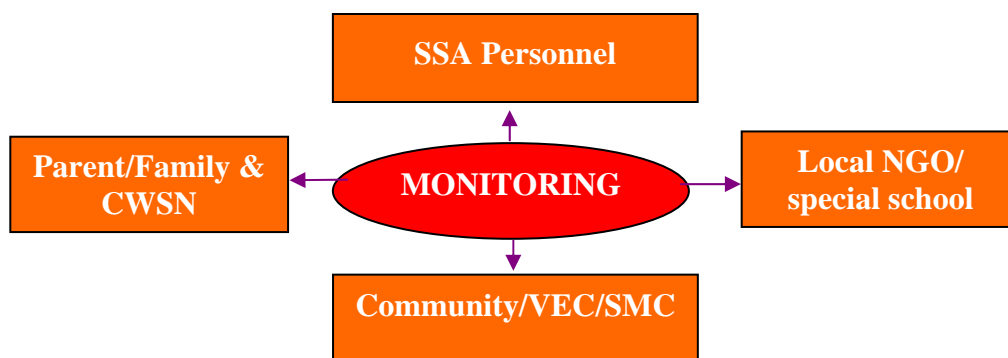 SSA Personnel
Parent/Family &
CWSN
MONITORING
Local NGO/
special school
Community/VEC/SMC